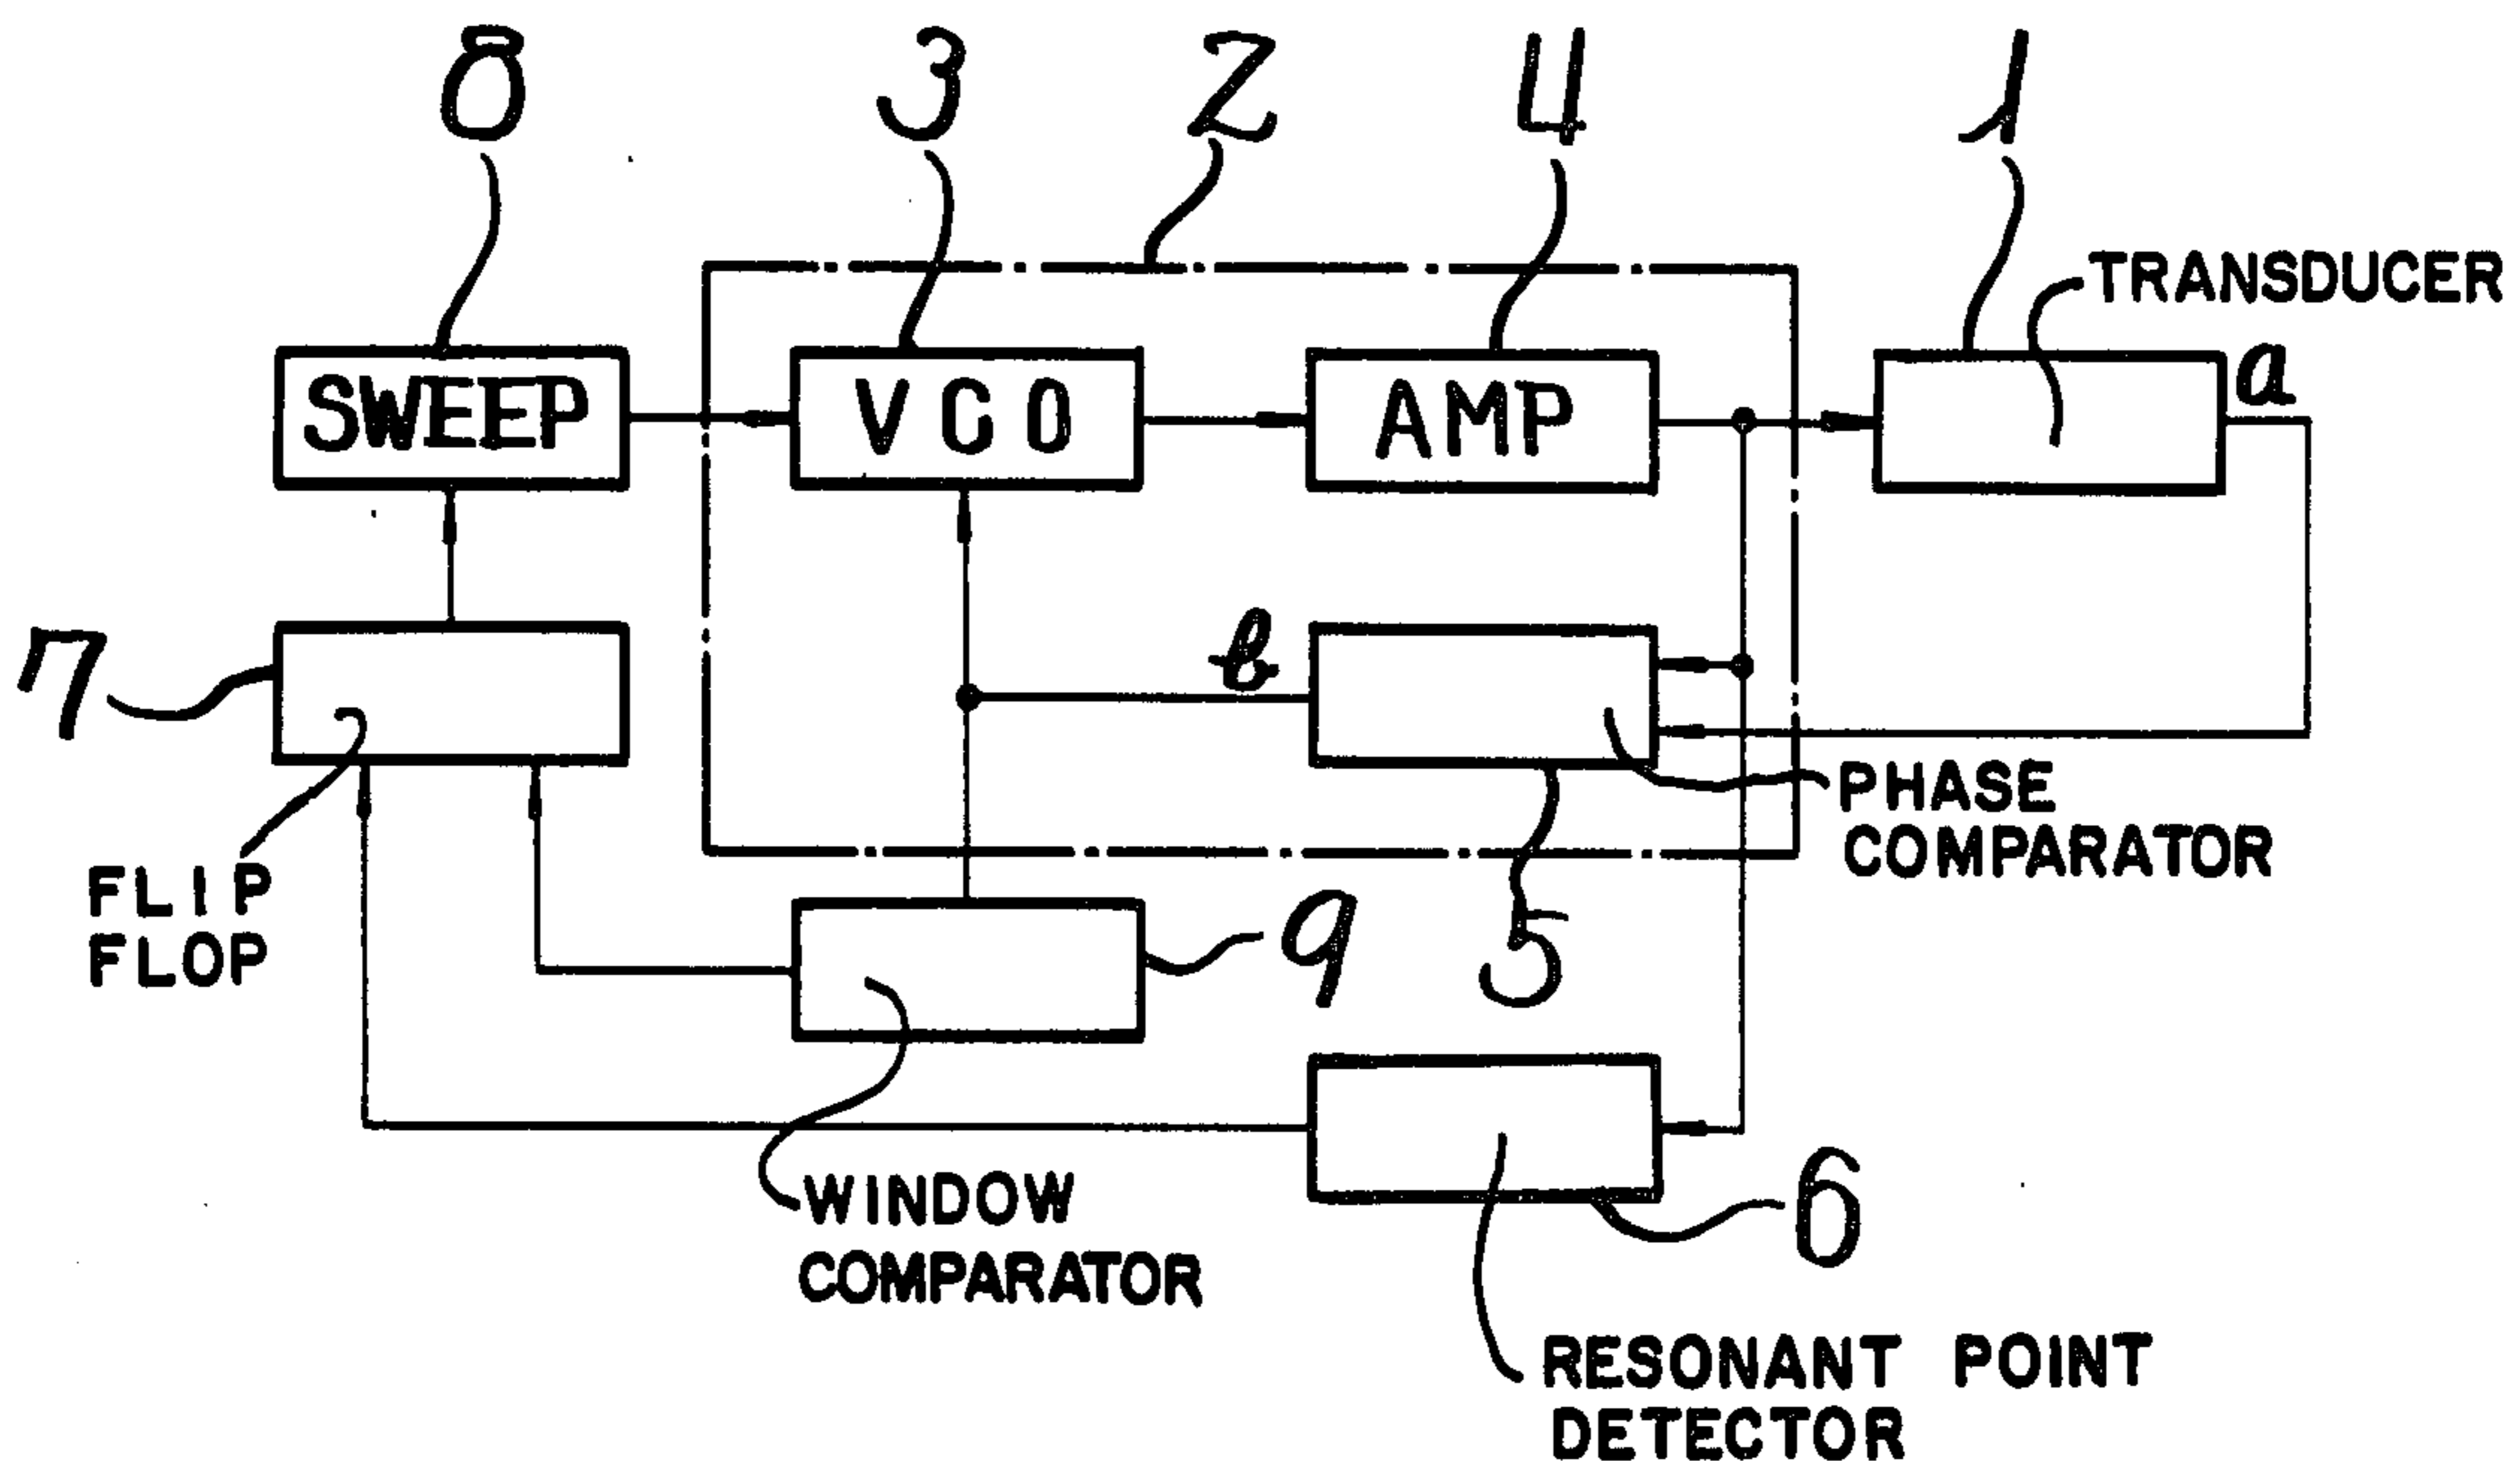 8 3 2 4 1
TRANSDUCER
SWEEP VCO AMP a
7 b
PHASE
COMPARATOR
FLIP
FLOP
9 5
WINDOW
COMPARATOR
6
RESONANT POINT
DETECTOR